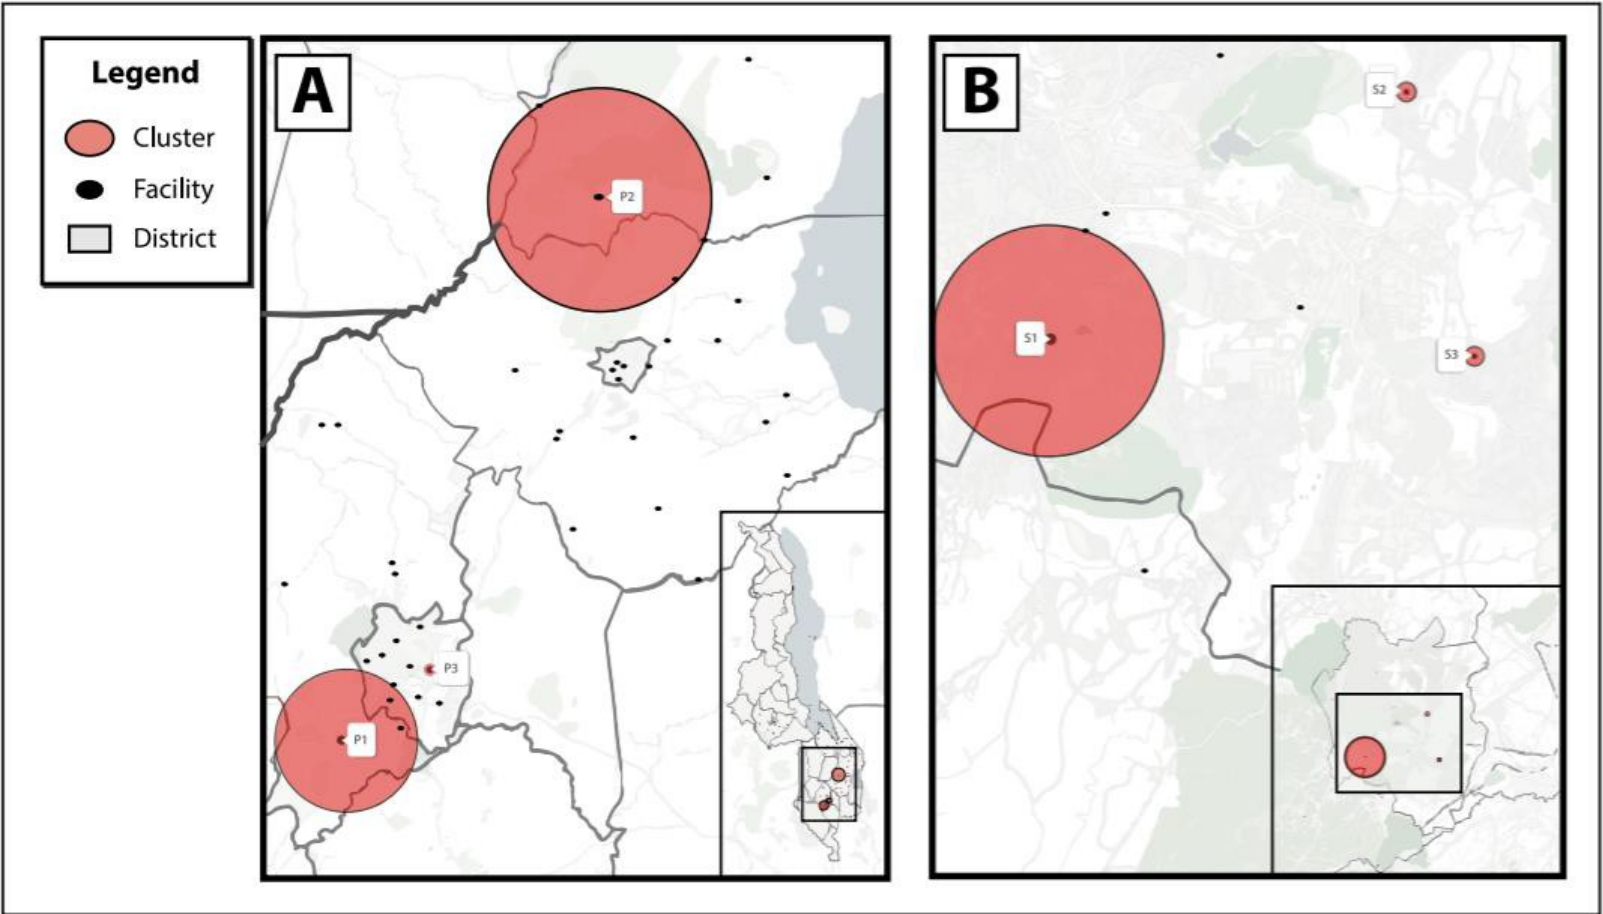 Legend
Cluster
Facility
District
A
P2
P3
P1
B
S2
S1
S3